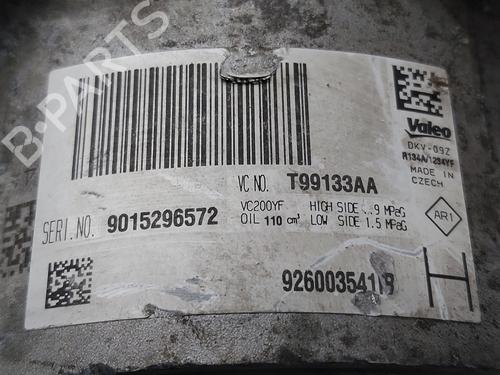 B-PARTS
Valeo
DKV-09Z
R134A/1234YF
MADE IN
CZECH
VC NO. T99133AA
SERI.NO. 9015296572
VC200YF HIGH SIDE .9 MPaG
OIL 110 cm³ LOW SIDE 1.5 MPaG
AR1
926003541 R
H